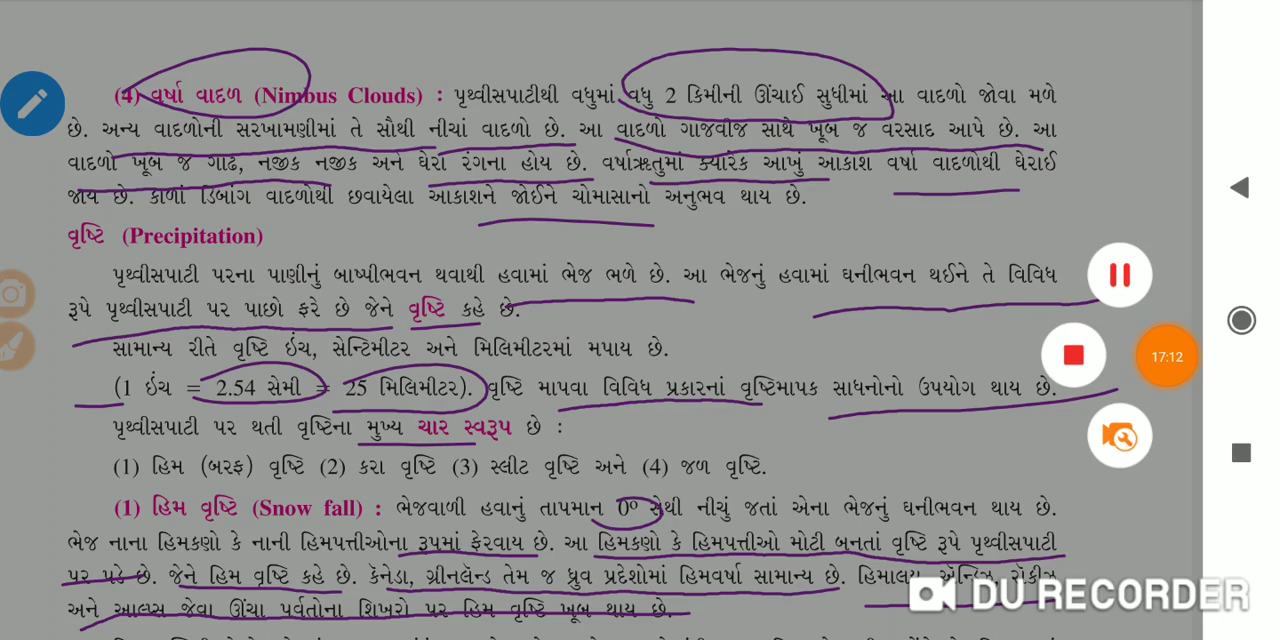 (4) વર્ષા વાદળ (Nimbus Clouds) : પૃથ્વીસપાટીથી વધુમાં વધુ 2 કિમીની ઊંચાઈ સુધીમાં આ વાદળો જોવા મળે
છે. અન્ય વાદળોની સરખામણીમાં તે સૌથી નીચાં વાદળો છે. આ વાદળો ગાજવીજ સાથે ખૂબ જ વરસાદ આપે છે. આ
વાદળો ખૂબ જ ગાઢ, નજીક નજીક અને ઘેરા રંગના હોય છે. વર્ષાઋતુમાં ક્યારેક આખું આકાશ વર્ષા વાદળોથી ઘેરાઈ
જાય છે. કાળાં ડિબાંગ વાદળોથી છવાયેલા આકાશને જોઈને ચોમાસાનો અનુભવ થાય છે.
વૃષ્ટિ (Precipitation)
પૃથ્વીસપાટી પરના પાણીનું બાષ્પીભવન થવાથી હવામાં ભેજ ભળે છે. આ ભેજનું હવામાં ઘનીભવન થઈને તે વિવિધ
રૂપે પૃથ્વીસપાટી પર પાછો ફરે છે જેને વૃષ્ટિ કહે છે.
સામાન્ય રીતે વૃષ્ટિ ઇંચ, સેન્ટિમીટર અને મિલિમીટરમાં મપાય છે.
(1 ઇંચ = 2.54 સેમી = 25 મિલિમીટર). વૃષ્ટિ માપવા વિવિધ પ્રકારનાં વૃષ્ટિમાપક સાધનોનો ઉપયોગ થાય છે.
17:12
પૃથ્વીસપાટી પર થતી વૃષ્ટિના મુખ્ય ચાર સ્વરૂપ છે :
(1) હિમ (બરફ) વૃષ્ટિ (2) કરા વૃષ્ટિ (3) સ્લીટ વૃષ્ટિ અને (4) જળ વૃષ્ટિ.
(1) હિમ વૃષ્ટિ (Snow fall) : ભેજવાળી હવાનું તાપમાન 0° સેથી નીચું જતાં એના ભેજનું ઘનીભવન થાય છે.
ભેજ નાના હિમકણો કે નાની હિમપત્તીઓના રૂપમાં ફેરવાય છે. આ હિમકણો કે હિમપત્તીઓ મોટી બનતાં વૃષ્ટિ રૂપે પૃથ્વીસપાટી
પર પડે છે. જેને હિમ વૃષ્ટિ કહે છે. કૅનેડા, ગ્રીનલૅન્ડ તેમ જ ધ્રુવ પ્રદેશોમાં હિમવર્ષા સામાન્ય છે. હિમાલય, ઍન્ડિઝ, રૉકીઝ
અને આલ્પ્સ જેવા ઊંચા પર્વતોના શિખરો પર હિમ વૃષ્ટિ ખૂબ થાય છે.
DU RECORDER